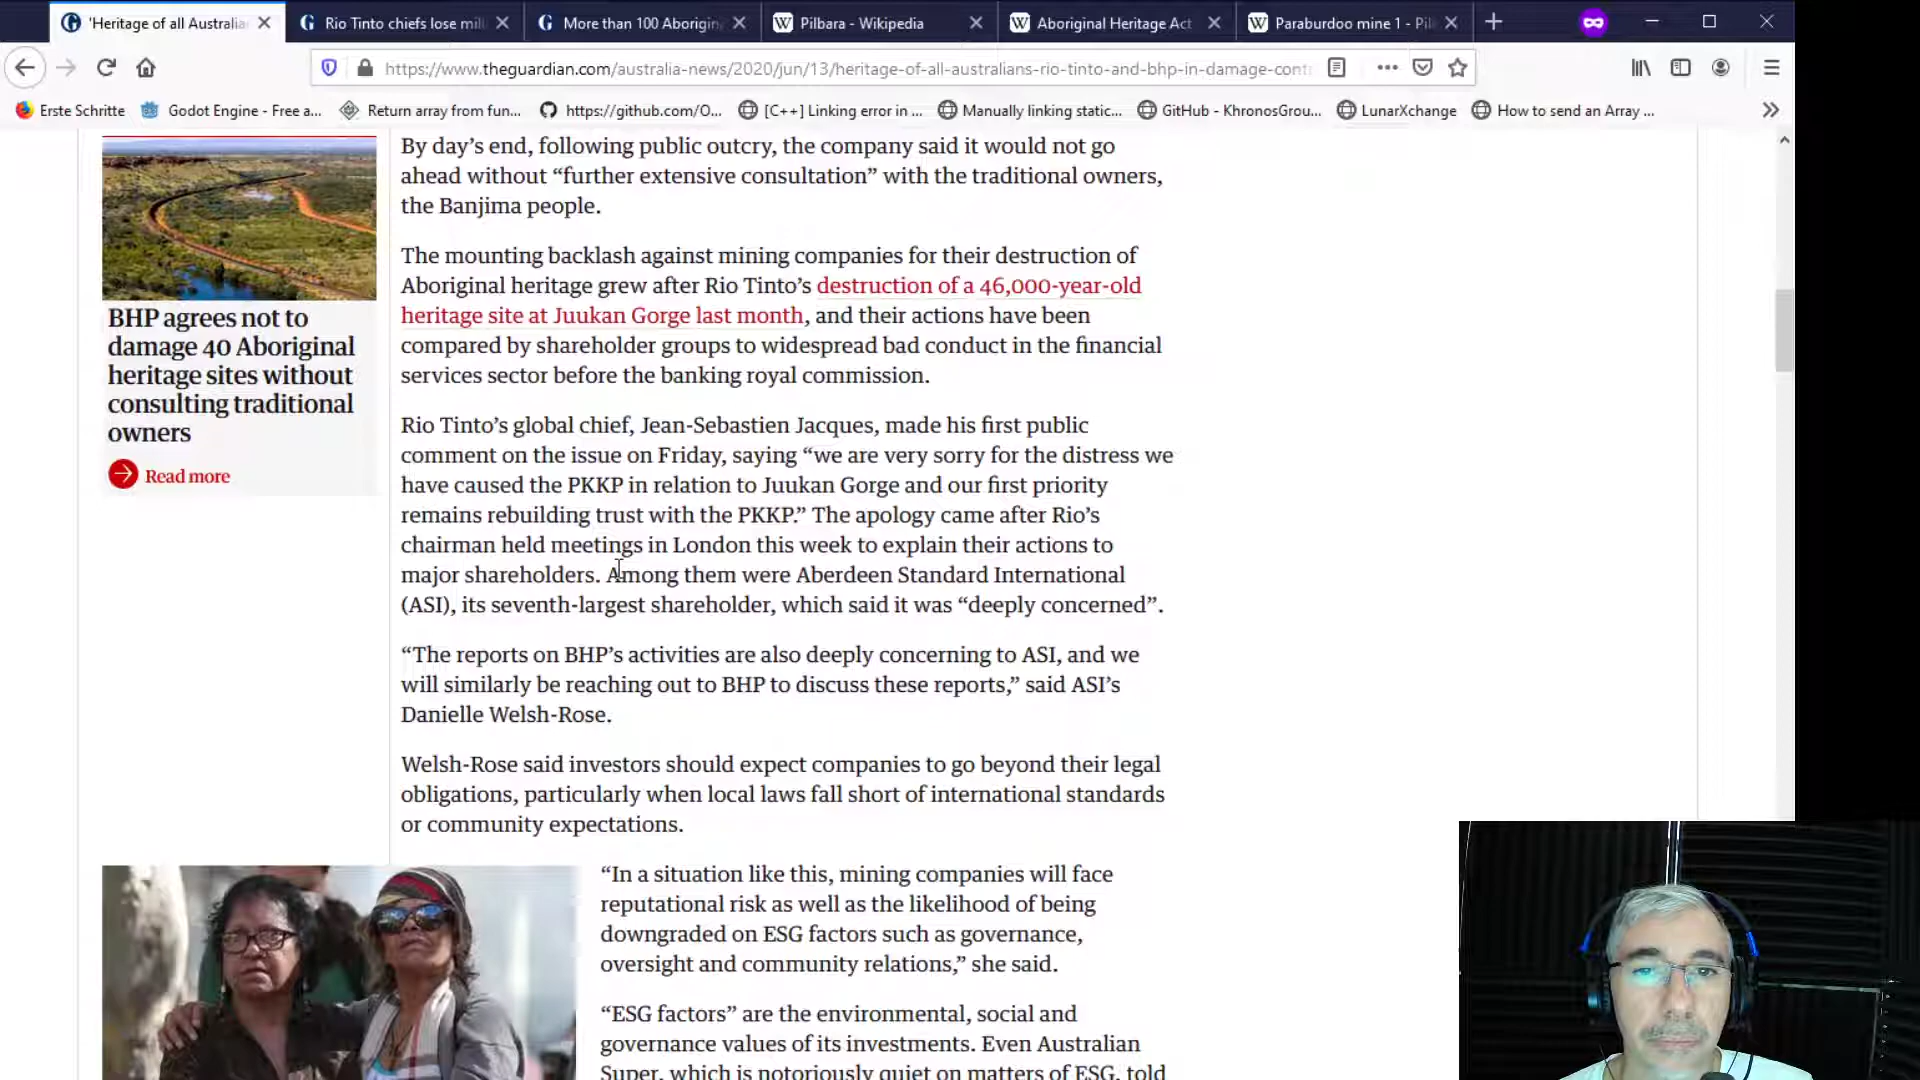 'Heritage of all Australia
Rio Tinto chiefs lose mil
More than 100 Aborigin
Pilbara - Wikipedia
Aboriginal Heritage Act
Paraburdoo mine 1 - Pil
https://www.theguardian.com/australia-news/2020/jun/13/heritage-of-all-australians-rio-tinto-and-bhp-in-damage-cont
Erste Schritte
Godot Engine - Free a...
Return array from fun...
https://github.com/O...
[C++] Linking error in ...
Manually linking static...
GitHub - KhronosGrou...
LunarXchange
How to send an Array ...
BHP agrees not to
damage 40 Aboriginal
heritage sites without
consulting traditional
owners
Read more
By day's end, following public outcry, the company said it would not go
ahead without “further extensive consultation” with the traditional owners,
the Banjima people.
The mounting backlash against mining companies for their destruction of
Aboriginal heritage grew after Rio Tinto’s destruction of a 46,000-year-old
heritage site at Juukan Gorge last month, and their actions have been
compared by shareholder groups to widespread bad conduct in the financial
services sector before the banking royal commission.
Rio Tinto’s global chief, Jean-Sebastien Jacques, made his first public
comment on the issue on Friday, saying “we are very sorry for the distress we
have caused the PKKP in relation to Juukan Gorge and our first priority
remains rebuilding trust with the PKKP.” The apology came after Rio’s
chairman held meetings in London this week to explain their actions to
major shareholders. Among them were Aberdeen Standard International
(ASI), its seventh-largest shareholder, which said it was “deeply concerned”.
“The reports on BHP’s activities are also deeply concerning to ASI, and we
will similarly be reaching out to BHP to discuss these reports,” said ASI’s
Danielle Welsh-Rose.
Welsh-Rose said investors should expect companies to go beyond their legal
obligations, particularly when local laws fall short of international standards
or community expectations.
“In a situation like this, mining companies will face
reputational risk as well as the likelihood of being
downgraded on ESG factors such as governance,
oversight and community relations,” she said.
“ESG factors” are the environmental, social and
governance values of its investments. Even Australian
Super, which is notoriously quiet on matters of ESG, told